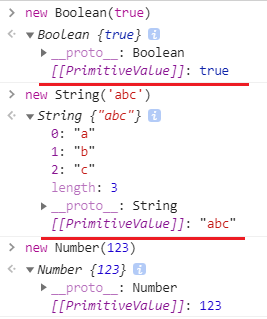 > new Boolean(true)
<· ▼ Boolean {true} i
▶ __proto__: Boolean
[[PrimitiveValue]]: true
> new String('abc')
<· ▼ String {"abc"} i
0: "a"
1: "b"
2: "c"
length: 3
▶ __proto__: String
[[PrimitiveValue]]: "abc"
> new Number(123)
<· ▼ Number {123} i
▶ __proto__: Number
[[PrimitiveValue]]: 123